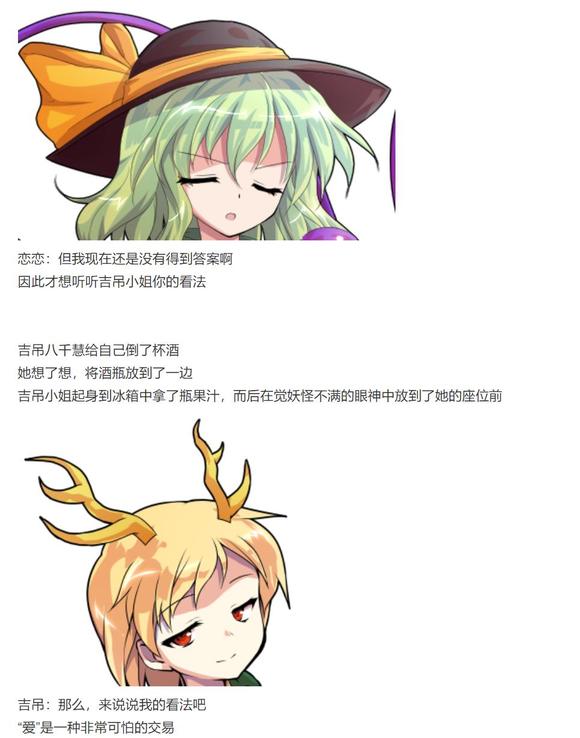 恋恋：但我现在还是没有得到答案啊
因此才想听听吉吊小姐你的看法
吉吊八千慧给自己倒了杯酒
她想了想，将酒瓶放到了一边
吉吊小姐起身到冰箱中拿了瓶果汁，而后在觉妖怪不满的眼神中放到了她的座位前
吉吊：那么，来说说我的看法吧
“爱”是一种非常可怕的交易